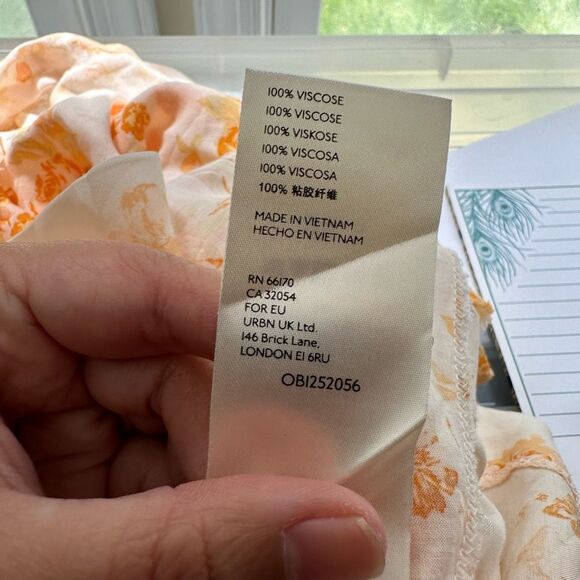 100% VISCOSE
100% VISCOSE
100% VISKOSE
100% VISCOSA
100% VISCOSA
100% 粘胶纤维
MADE IN VIETNAM
HECHO EN VIETNAM
RN 66170
CA 32054
FOR EU
URBN UK Ltd.
146 Brick Lane,
LONDON E1 6RU
OB1252056